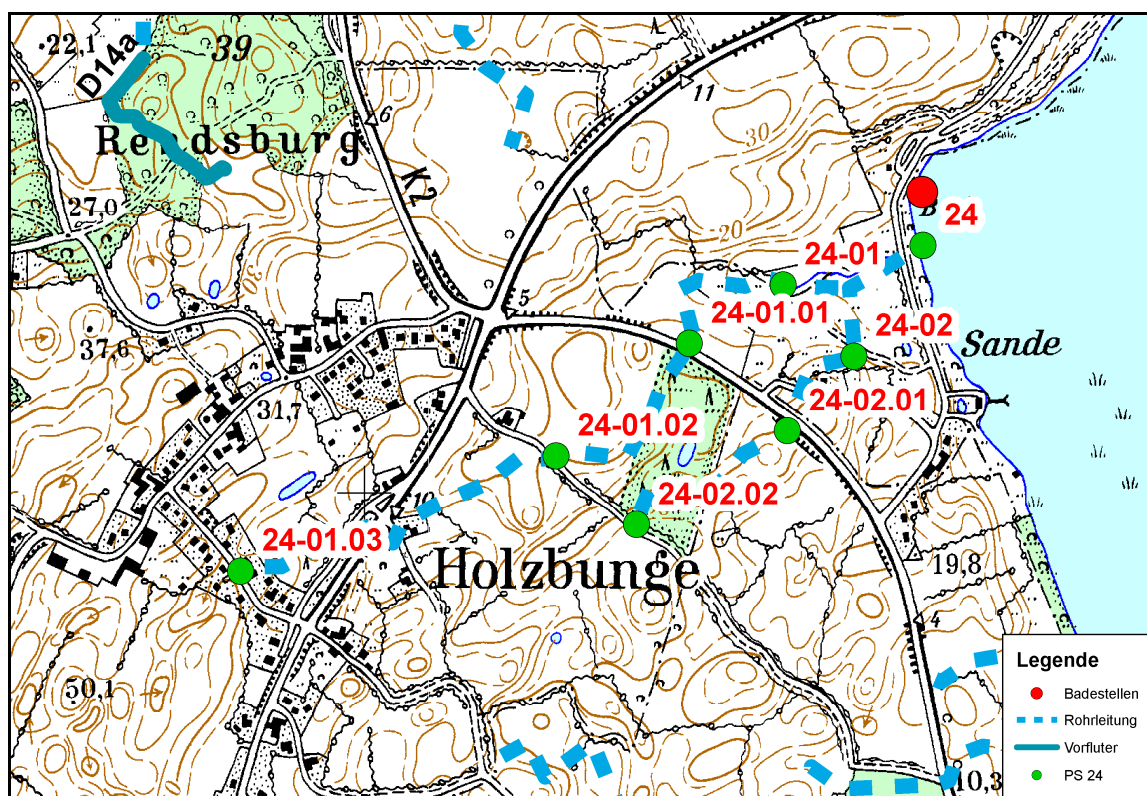 22,1
D14a
39
Rendsburg
6
11
K2
30
27,0
B
24
20
24-01
30
5
24-01.01
24-02
Sande
37,6
31,7
24-01.02
24-02.01
10
24-02.02
24-01.03
Holzbunge
19,8
4
50,1
10,3
Legende
Badestellen
Rohrleitung
Vorfluter
PS 24